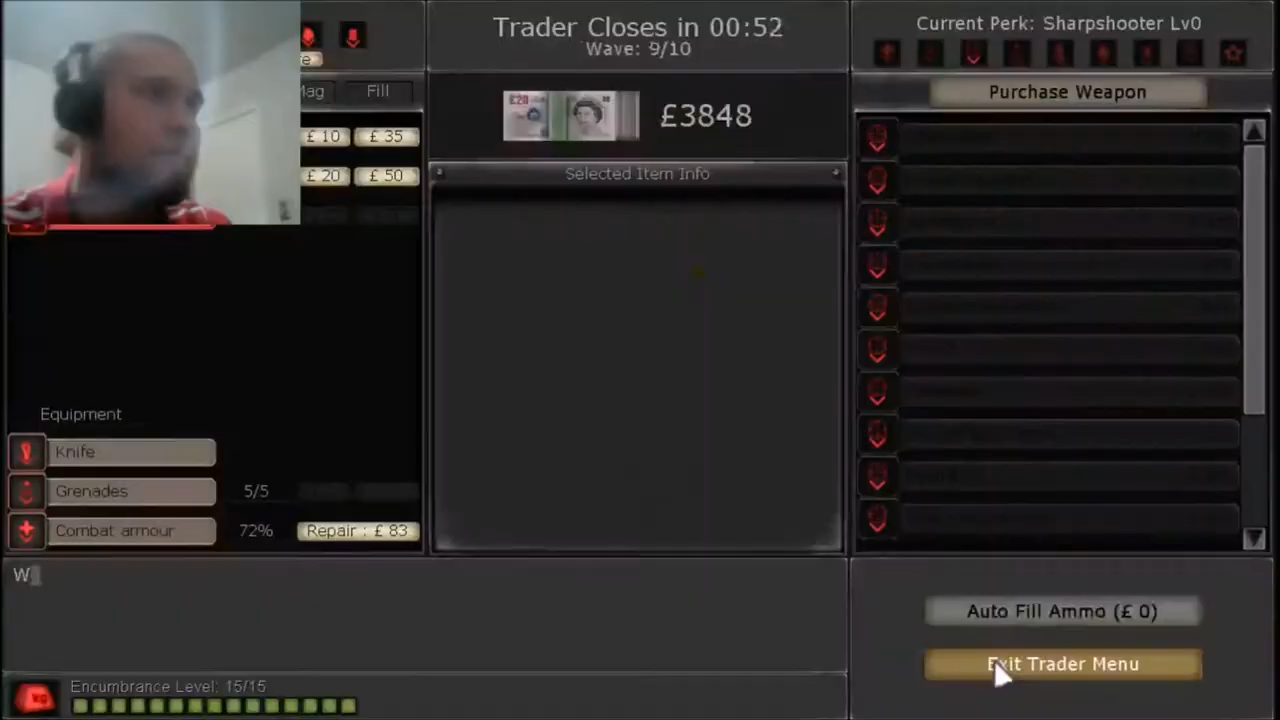 Trader Closes in 00:52
Wave: 9/10
Current Perk: Sharpshooter Lv0
Fill
£3848
Purchase Weapon
£ 10
£ 35
£ 20
£ 50
Selected Item Info
Equipment
Knife
Grenades 5/5
Combat armour 72% Repair : £ 83
W
Auto Fill Ammo (£ 0)
Exit Trader Menu
Encumbrance Level: 15/15